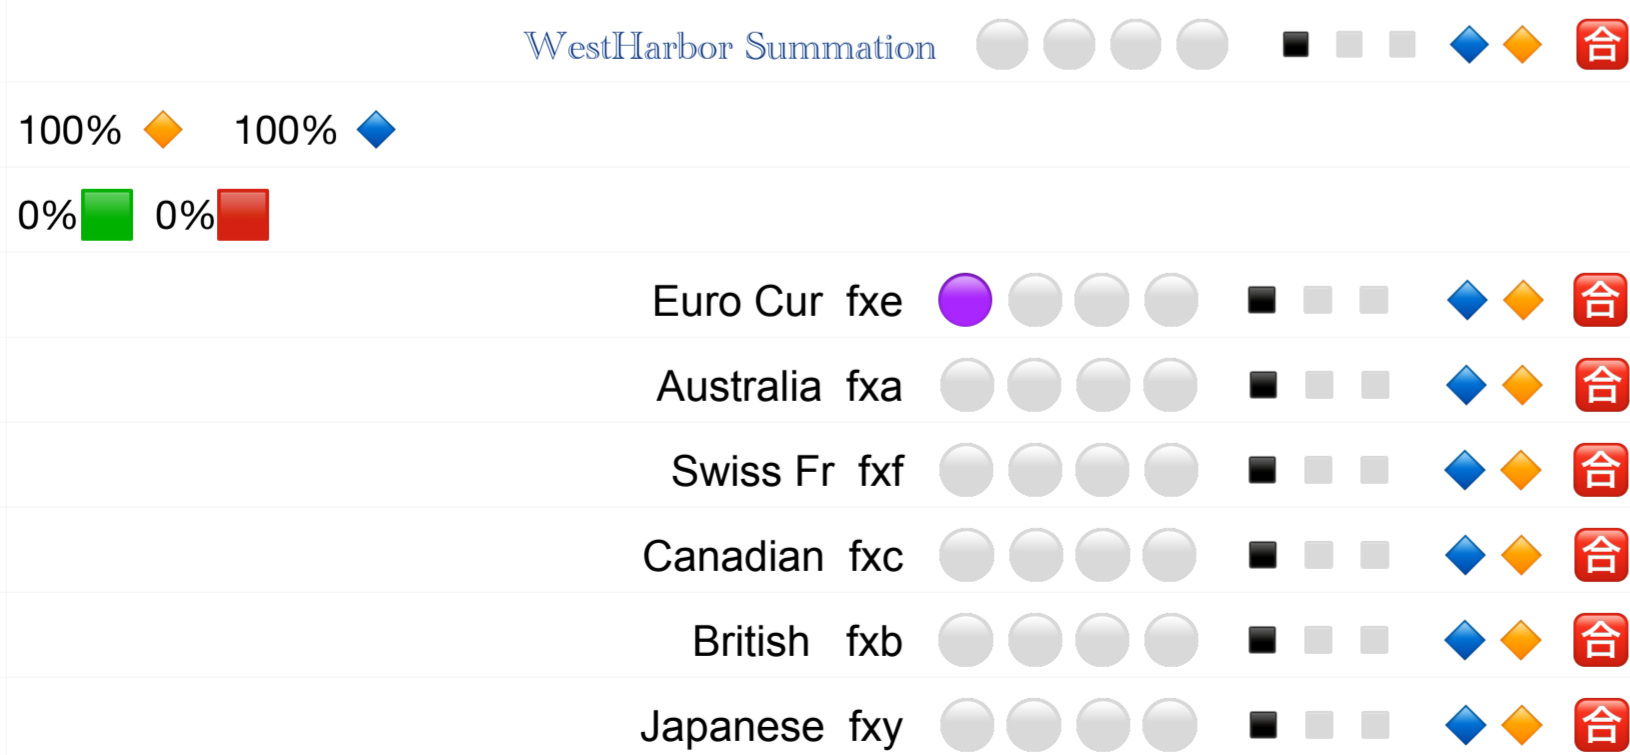 WestHarbor Summation 合
100% 100%
0% 0%
Euro Cur fxe 合
Australia fxa 合
Swiss Fr fxf 合
Canadian fxc 合
British fxb 合
Japanese fxy 合